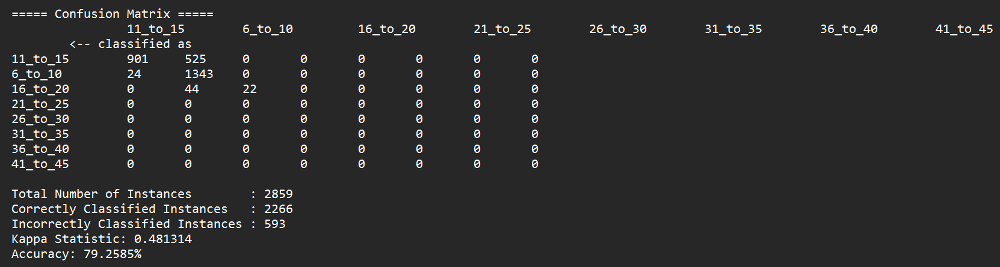 ===== Confusion Matrix =====
11_to_15 6_to_10 16_to_20 21_to_25 26_to_30 31_to_35 36_to_40 41_to_45
<-- classified as
11_to_15 901 525 0 0 0 0 0 0
6_to_10 24 1343 0 0 0 0 0 0
16_to_20 0 44 22 0 0 0 0 0
21_to_25 0 0 0 0 0 0 0 0
26_to_30 0 0 0 0 0 0 0 0
31_to_35 0 0 0 0 0 0 0 0
36_to_40 0 0 0 0 0 0 0 0
41_to_45 0 0 0 0 0 0 0 0
Total Number of Instances : 2859
Correctly Classified Instances : 2266
Incorrectly Classified Instances : 593
Kappa Statistic: 0.481314
Accuracy: 79.2585%